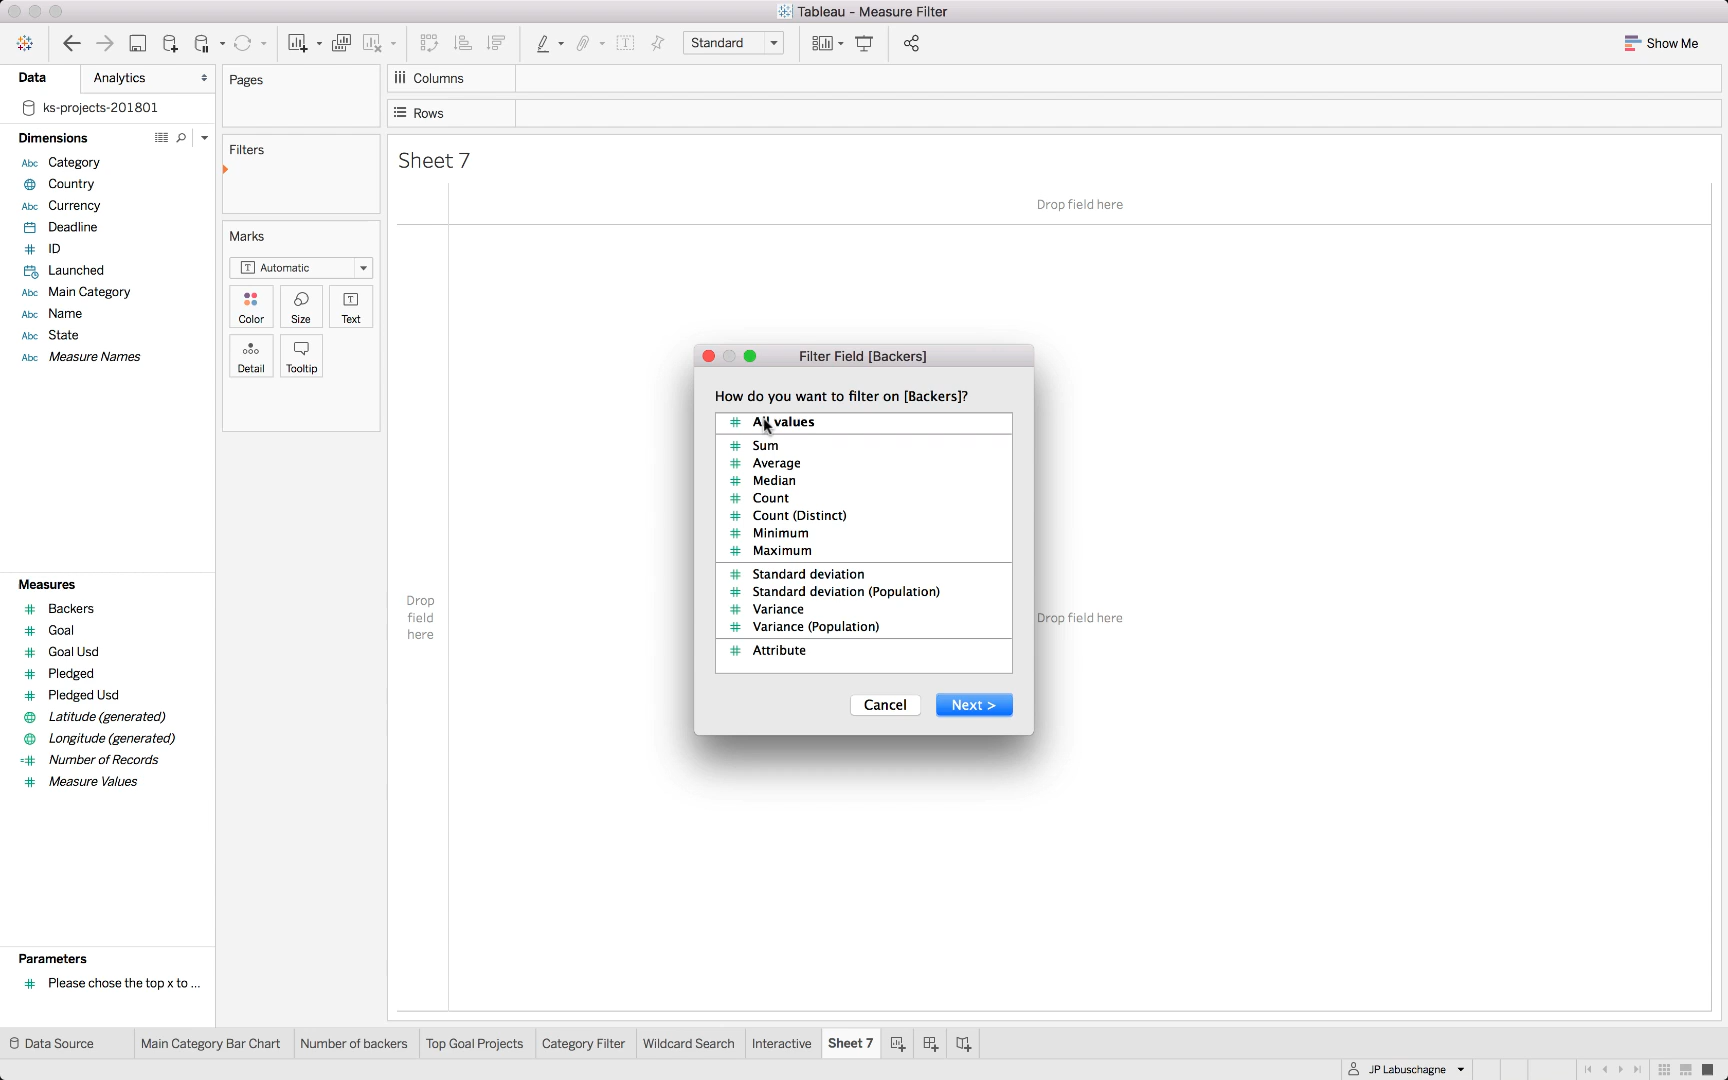 Tableau - Measure Filter
Standard
Show Me
Data
Analytics
ks-projects-201801
Dimensions
Abc Category
Country
Abc Currency
Deadline
ID
Launched
Abc Main Category
Abc Name
Abc State
Abc Measure Names
Measures
Backers
Goal
Goal Usd
Pledged
Pledged Usd
Latitude (generated)
Longitude (generated)
Number of Records
Measure Values
Parameters
Please chose the top x to ...
Pages
Filters
Marks
Automatic
Color Size Text
Detail Tooltip
Columns
Rows
Sheet 7
Drop field here
Drop
field
here
Drop field here
Filter Field [Backers]
How do you want to filter on [Backers]?
All values
Sum
Average
Median
Count
Count (Distinct)
Minimum
Maximum
Standard deviation
Standard deviation (Population)
Variance
Variance (Population)
Attribute
Cancel Next >
Data Source Main Category Bar Chart Number of backers Top Goal Projects Category Filter Wildcard Search Interactive Sheet 7
JP Labuschagne